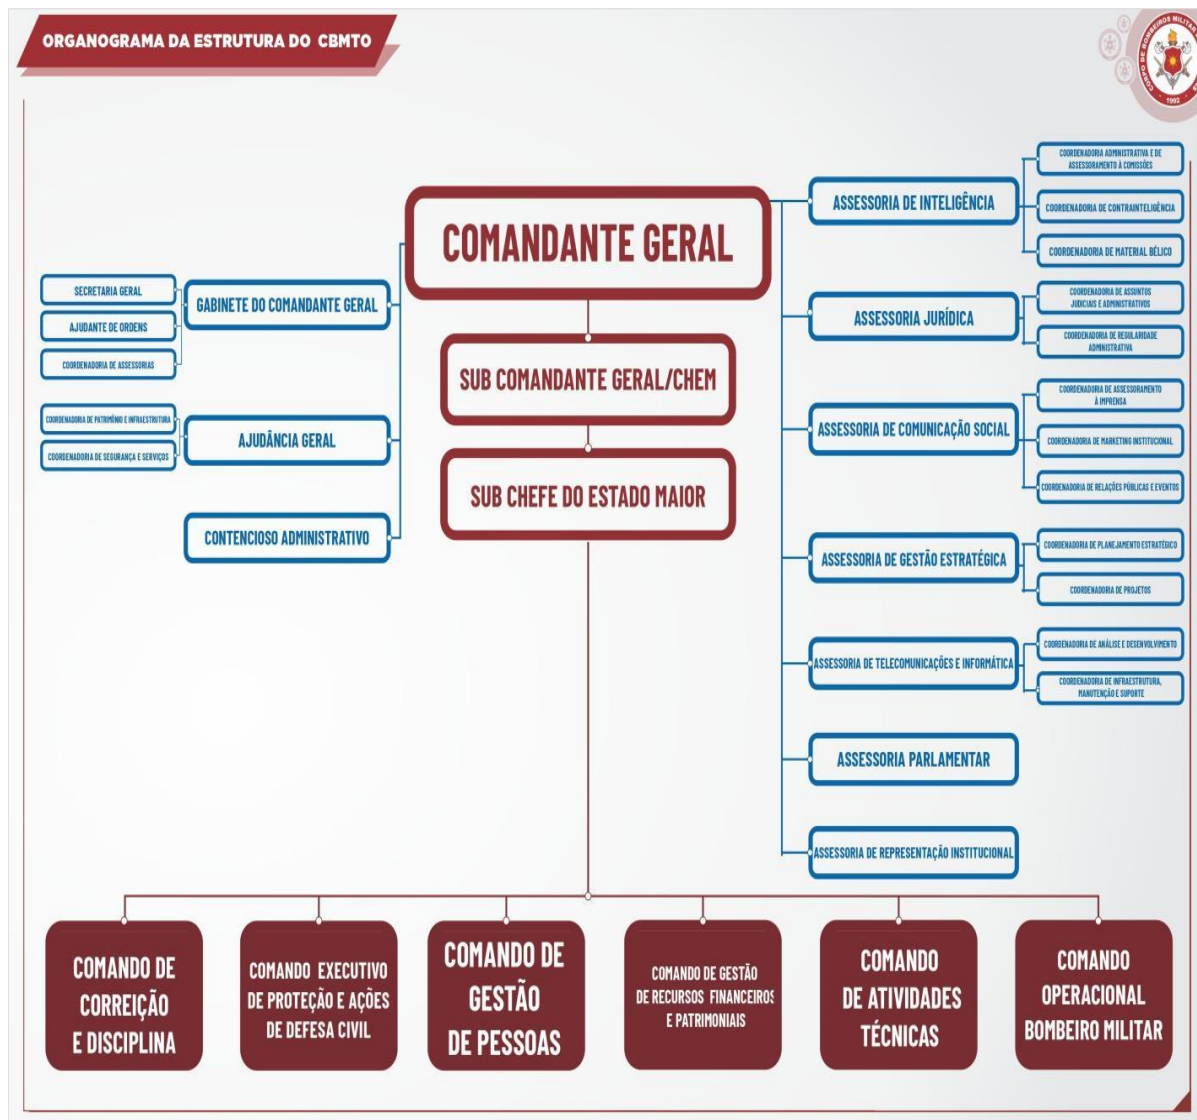 ORGANOGRAMA DA ESTRUTURA DO CBMTO
CORPO DE BOMBEIROS MILITAR
1992
COMANDANTE GERAL
SUB COMANDANTE GERAL/CHEM
SUB CHEFE DO ESTADO MAIOR
GABINETE DO COMANDANTE GERAL
SECRETARIA GERAL
AJUDANTE DE ORDENS
COORDENADORIA DE ASSESSORIAS
AJUDÂNCIA GERAL
COORDENADORIA DE PATRIMÔNIO E INFRAESTRUTURA
COORDENADORIA DE SEGURANÇA E SERVIÇOS
CONTENCIOSO ADMINISTRATIVO
ASSESSORIA DE INTELIGÊNCIA
COORDENADORIA ADMINISTRATIVA E DE
ASSESSORAMENTO À COMISSÕES
COORDENADORIA DE CONTRAINTELIGÊNCIA
COORDENADORIA DE MATERIAL BÉLICO
ASSESSORIA JURÍDICA
COORDENADORIA DE ASSUNTOS
JUDICIAIS E ADMINISTRATIVOS
COORDENADORIA DE REGULARIDADE
ADMINISTRATIVA
ASSESSORIA DE COMUNICAÇÃO SOCIAL
COORDENADORIA DE ASSESSORAMENTO
À IMPRENSA
COORDENADORIA DE MARKETING INSTITUCIONAL
COORDENADORIA DE RELAÇÕES PÚBLICAS E EVENTOS
ASSESSORIA DE GESTÃO ESTRATÉGICA
COORDENADORIA DE PLANEJAMENTO ESTRATÉGICO
COORDENADORIA DE PROJETOS
ASSESSORIA DE TELECOMUNICAÇÕES E INFORMÁTICA
COORDENADORIA DE ANÁLISE E DESENVOLVIMENTO
COORDENADORIA DE INFRAESTRUTURA,
MANUTENÇÃO E SUPORTE
ASSESSORIA PARLAMENTAR
ASSESSORIA DE REPRESENTAÇÃO INSTITUCIONAL
COMANDO DE
CORREIÇÃO
E DISCIPLINA
COMANDO EXECUTIVO
DE PROTEÇÃO E AÇÕES
DE DEFESA CIVIL
COMANDO DE
GESTÃO
DE PESSOAS
COMANDO DE GESTÃO
DE RECURSOS FINANCEIROS
E PATRIMONIAIS
COMANDO
DE ATIVIDADES
TÉCNICAS
COMANDO
OPERACIONAL
BOMBEIRO MILITAR